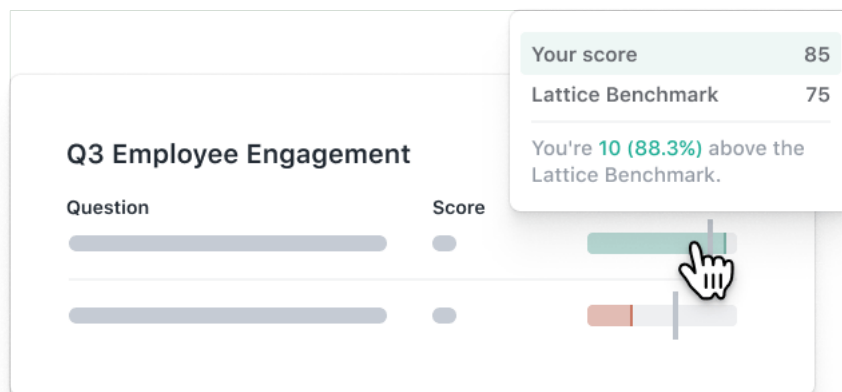 Your score 85
Lattice Benchmark 75
You're 10 (88.3%) above the
Lattice Benchmark.
Q3 Employee Engagement
Question Score